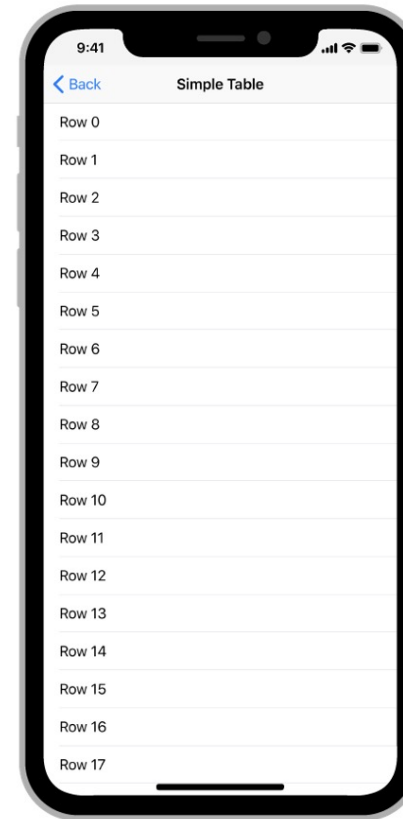 9:41
Back Simple Table
Row 0
Row 1
Row 2
Row 3
Row 4
Row 5
Row 6
Row 7
Row 8
Row 9
Row 10
Row 11
Row 12
Row 13
Row 14
Row 15
Row 16
Row 17